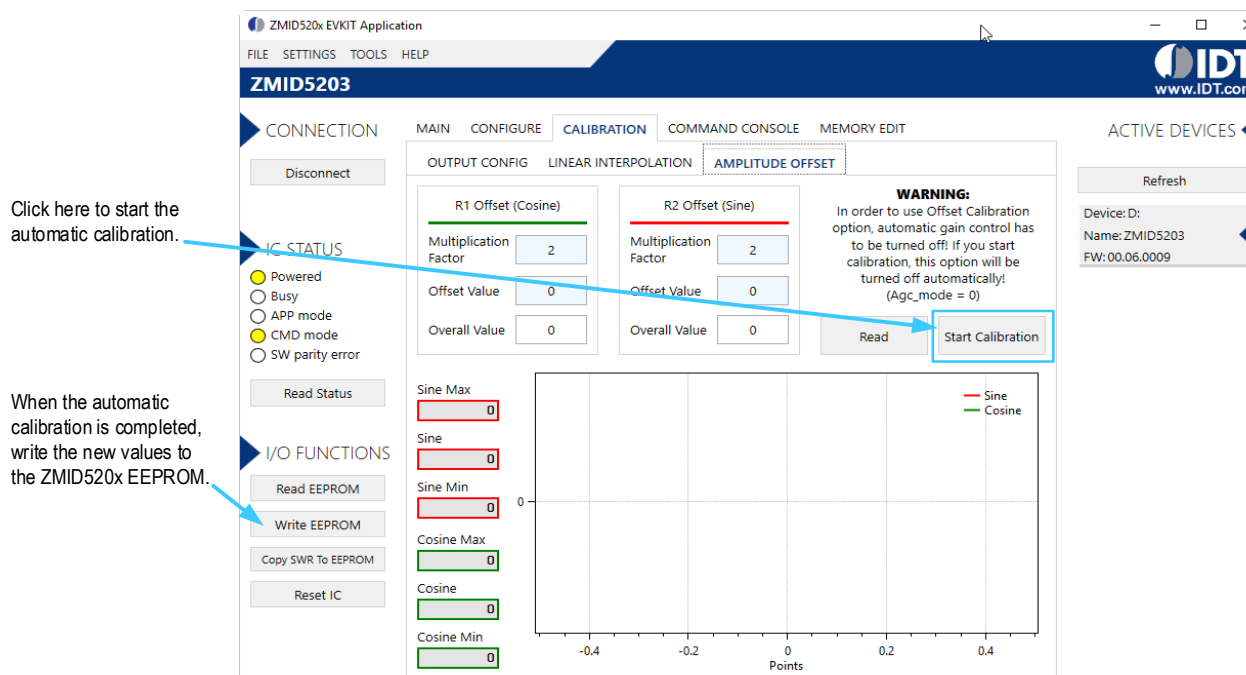 ZMID520x EVKIT Application
FILE SETTINGS TOOLS HELP
ZMID5203
IDT
www.IDT.com
CONNECTION
Disconnect
Click here to start the
automatic calibration.
IC STATUS
Powered
Busy
APP mode
CMD mode
SW parity error
Read Status
When the automatic
calibration is completed,
write the new values to
the ZMID520x EEPROM.
I/O FUNCTIONS
Read EEPROM
Write EEPROM
Copy SWR To EEPROM
Reset IC
MAIN CONFIGURE CALIBRATION COMMAND CONSOLE MEMORY EDIT
OUTPUT CONFIG LINEAR INTERPOLATION AMPLITUDE OFFSET
R1 Offset (Cosine)
Multiplication
Factor
2
Offset Value 0
Overall Value 0
R2 Offset (Sine)
Multiplication
Factor
2
Offset Value 0
Overall Value 0
WARNING:
In order to use Offset Calibration
option, automatic gain control has
to be turned off! If you start
calibration, this option will be
turned off automatically!
(Agc_mode = 0)
Read
Start Calibration
Sine Max
0
Sine
0
Sine Min
0
Cosine Max
0
Cosine
0
Cosine Min
0
Sine
Cosine
0
-0.4 -0.2 0 0.2 0.4
Points
ACTIVE DEVICES
Refresh
Device: D:
Name: ZMID5203
FW: 00.06.0009